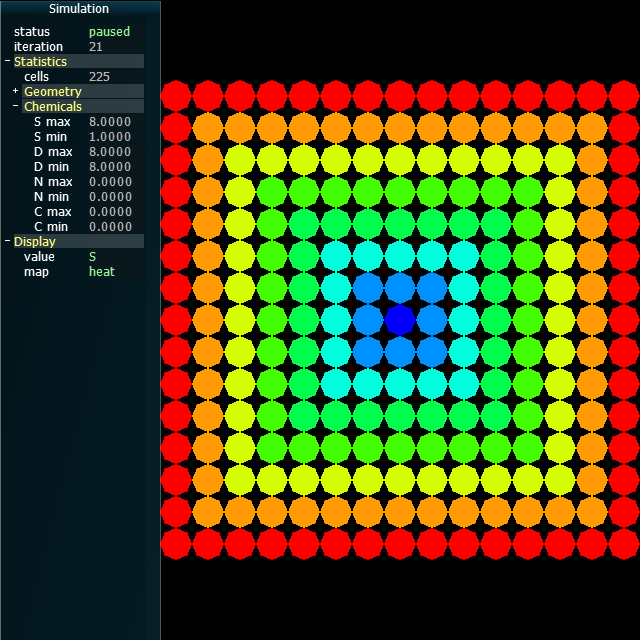 Simulation
status paused
iteration 21
- Statistics
cells 225
+ Geometry
- Chemicals
S max 8.0000
S min 1.0000
D max 8.0000
D min 8.0000
N max 0.0000
N min 0.0000
C max 0.0000
C min 0.0000
- Display
value S
map heat